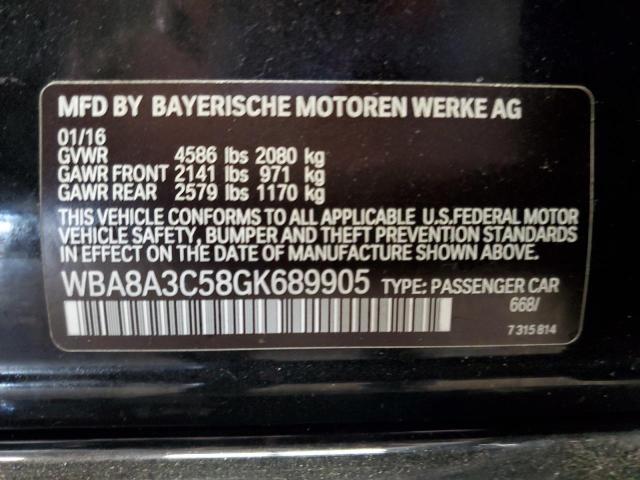 MFD BY BAYERISCHE MOTOREN WERKE AG
01/16
GVWR 4586 lbs 2080 kg
GAWR FRONT 2141 lbs 971 kg
GAWR REAR 2579 lbs 1170 kg
THIS VEHICLE CONFORMS TO ALL APPLICABLE U.S.FEDERAL MOTOR
VEHICLE SAFETY, BUMPER AND THEFT PREVENTION STANDARDS
IN EFFECT ON THE DATE OF MANUFACTURE SHOWN ABOVE.
WBA8A3C58GK689905 TYPE: PASSENGER CAR
668/
7 315 814